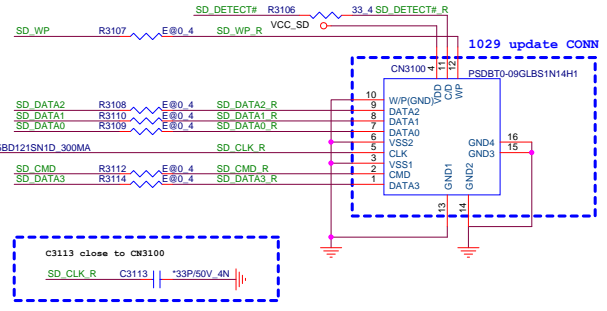 SD_DETECT# R3106 33_4 SD_DETECT#_R
VCC_SD
SD_WP R3107 E@0_4 SD_WP_R
1029 update CONN
CN3100 PSDBT0-09GLBS1N14H1
4 11 12
VDD CD WP
10 W/P(GND)
SD_DATA2 R3108 E@0_4 SD_DATA2_R 9 DATA2
SD_DATA1 R3110 E@0_4 SD_DATA1_R 8 DATA1
SD_DATA0 R3109 E@0_4 SD_DATA0_R 7 DATA0
6 VSS2 GND4 16
BD121SN1D_300MA SD_CLK_R 5 CLK GND3 15
3 VSS1
SD_CMD R3112 E@0_4 SD_CMD_R 2 CMD
SD_DATA3 R3114 E@0_4 SD_DATA3_R 1 DATA3
GND1 GND2
13 14
C3113 close to CN3100
SD_CLK_R C3113 *33P/50V_4N